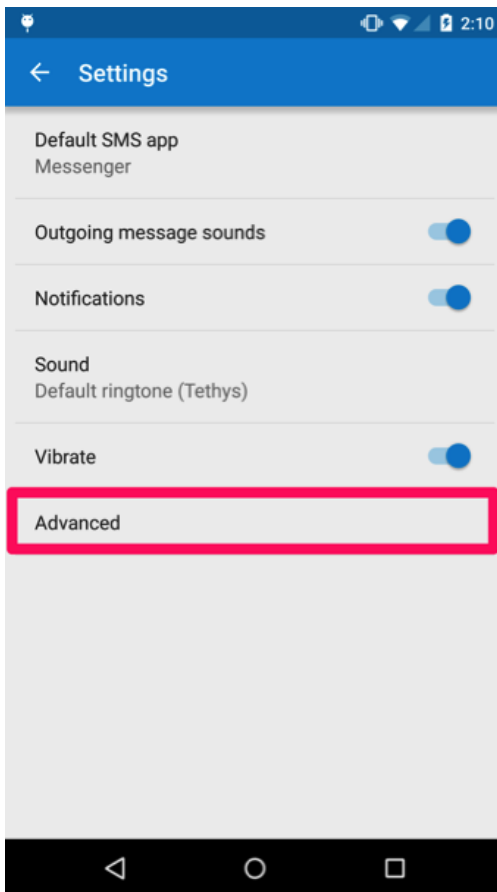 2:10
Settings
Default SMS app
Messenger
Outgoing message sounds
Notifications
Sound
Default ringtone (Tethys)
Vibrate
Advanced